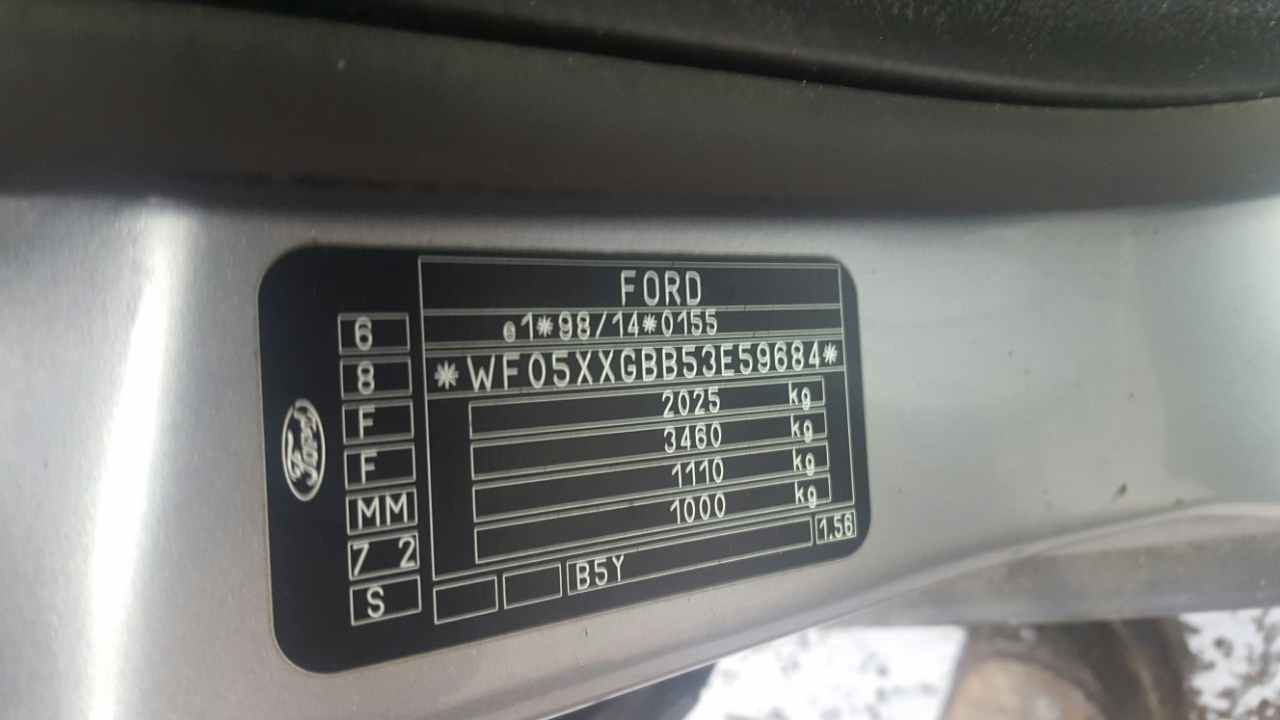 FORD
e1*98/14*0155
*WF05XXGBB53E59684*
2025 kg
3460 kg
1110 kg
1000 kg
B5Y 1.56
6
8
F
F
MM
7 2
S
Ford